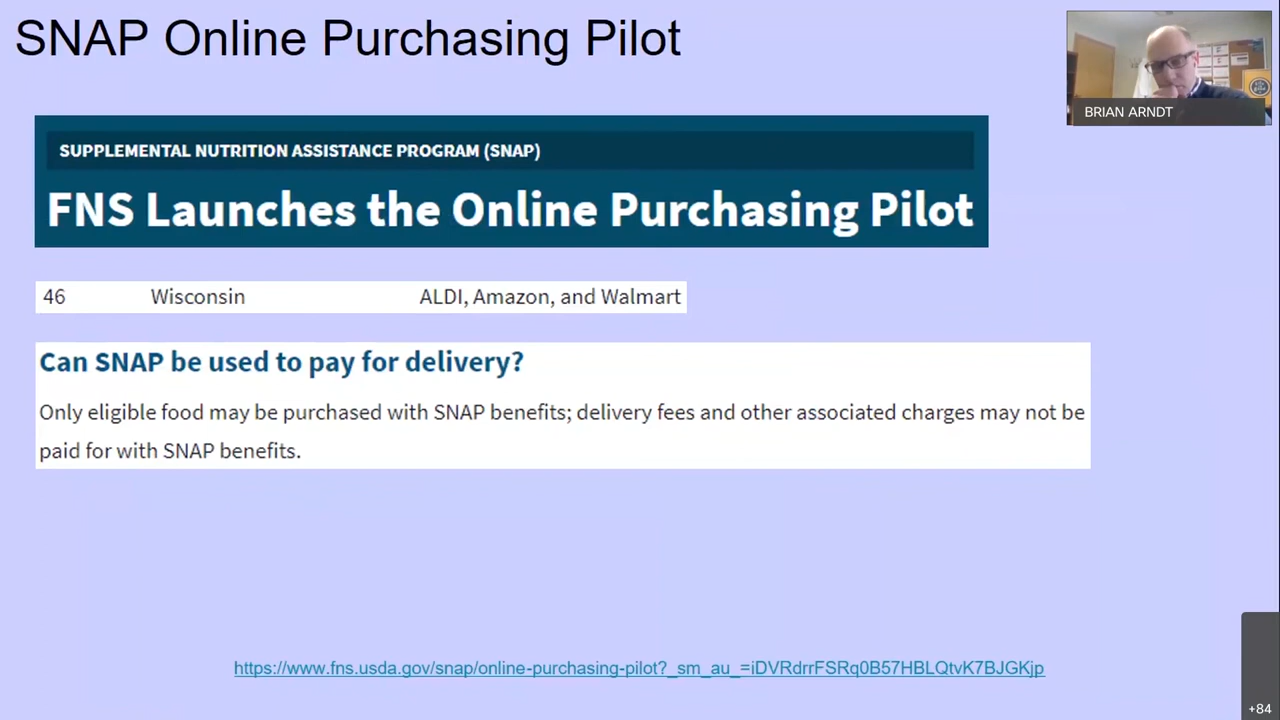 SNAP Online Purchasing Pilot
BRIAN ARNDT
SUPPLEMENTAL NUTRITION ASSISTANCE PROGRAM (SNAP)
FNS Launches the Online Purchasing Pilot
46 Wisconsin ALDI, Amazon, and Walmart
Can SNAP be used to pay for delivery?
Only eligible food may be purchased with SNAP benefits; delivery fees and other associated charges may not be
paid for with SNAP benefits.
https://www.fns.usda.gov/snap/online-purchasing-pilot?_sm_au_=iDVRdrrFSRq0B57HBLQtvK7BJGKjp
+84